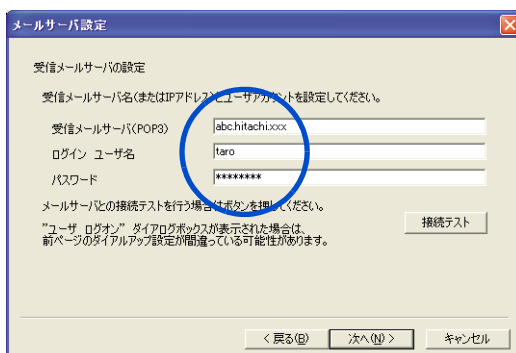 メールサーバ設定
受信メールサーバの設定
受信メールサーバ名(またはIPアドレス)とユーザアカウントを設定してください。
受信メールサーバ(POP3)
abc.hitachi.xxx
ログイン ユーザ名
taro
パスワード
********
メールサーバとの接続テストを行う場合はボタンを押してください。
"ユーザ ログオン" ダイアログボックスが表示された場合は、
前ページのダイアルアップ設定が間違っている可能性があります。
接続テスト
< 戻る(B)
次へ(N) >
キャンセル